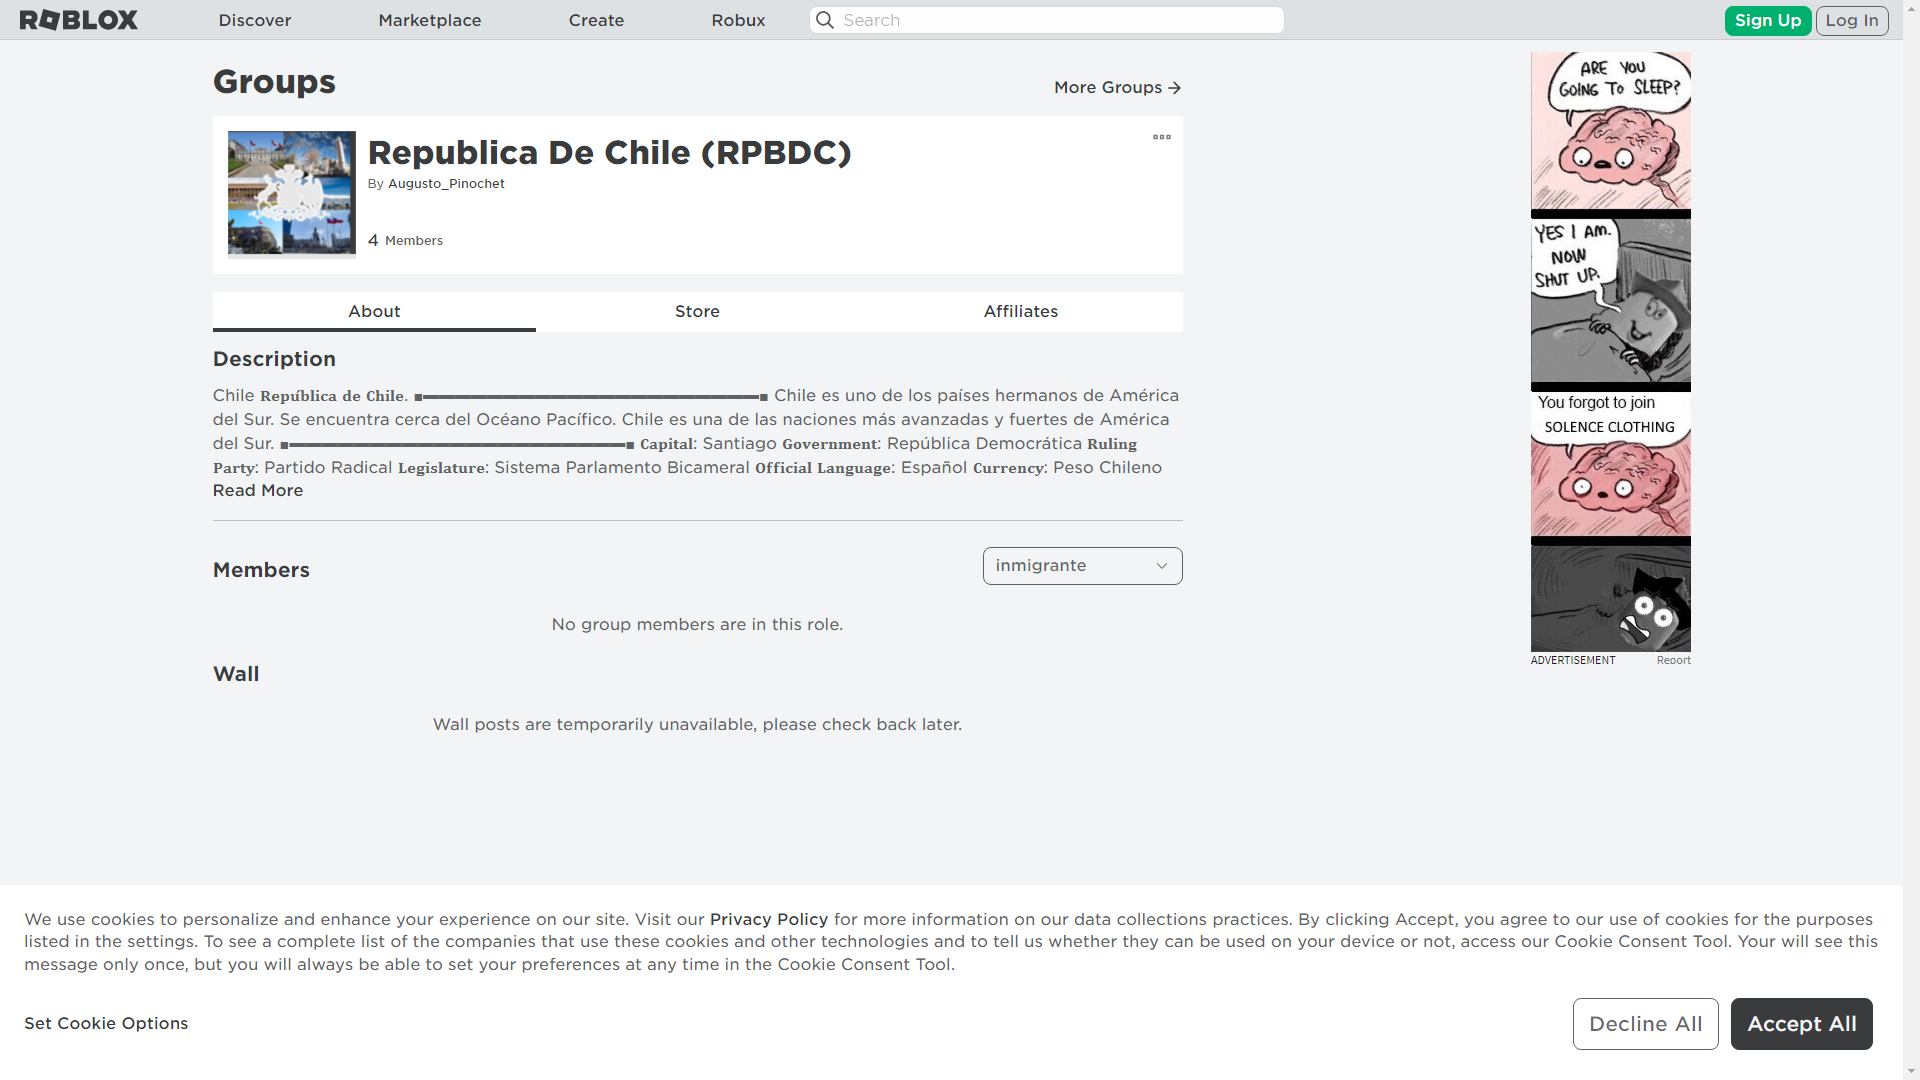 ROBLOX Discover Marketplace Create Robux Search Sign Up Log In
Groups
More Groups
Republica De Chile (RPBDC)
By Augusto_Pinochet
4 Members
About Store Affiliates
Description
Chile República de Chile. ■▬▬▬▬▬▬▬▬▬▬▬▬▬▬▬▬▬▬▬▬▬■ Chile es uno de los países hermanos de América
del Sur. Se encuentra cerca del Océano Pacífico. Chile es una de las naciones más avanzadas y fuertes de América
del Sur. ■▬▬▬▬▬▬▬▬▬▬▬▬▬▬▬▬▬▬▬▬▬■ Capital: Santiago Government: República Democrática Ruling
Party: Partido Radical Legislature: Sistema Parlamento Bicameral Official Language: Español Currency: Peso Chileno
Read More
Members
inmigrante
No group members are in this role.
Wall
Wall posts are temporarily unavailable, please check back later.
ARE YOU
GOING TO SLEEP?
YES I AM.
NOW
SHUT UP.
You forgot to join
SOLENCE CLOTHING
ADVERTISEMENT Report
We use cookies to personalize and enhance your experience on our site. Visit our Privacy Policy for more information on our data collections practices. By clicking Accept, you agree to our use of cookies for the purposes
listed in the settings. To see a complete list of the companies that use these cookies and other technologies and to tell us whether they can be used on your device or not, access our Cookie Consent Tool. Your will see this
message only once, but you will always be able to set your preferences at any time in the Cookie Consent Tool.
Set Cookie Options
Decline All
Accept All